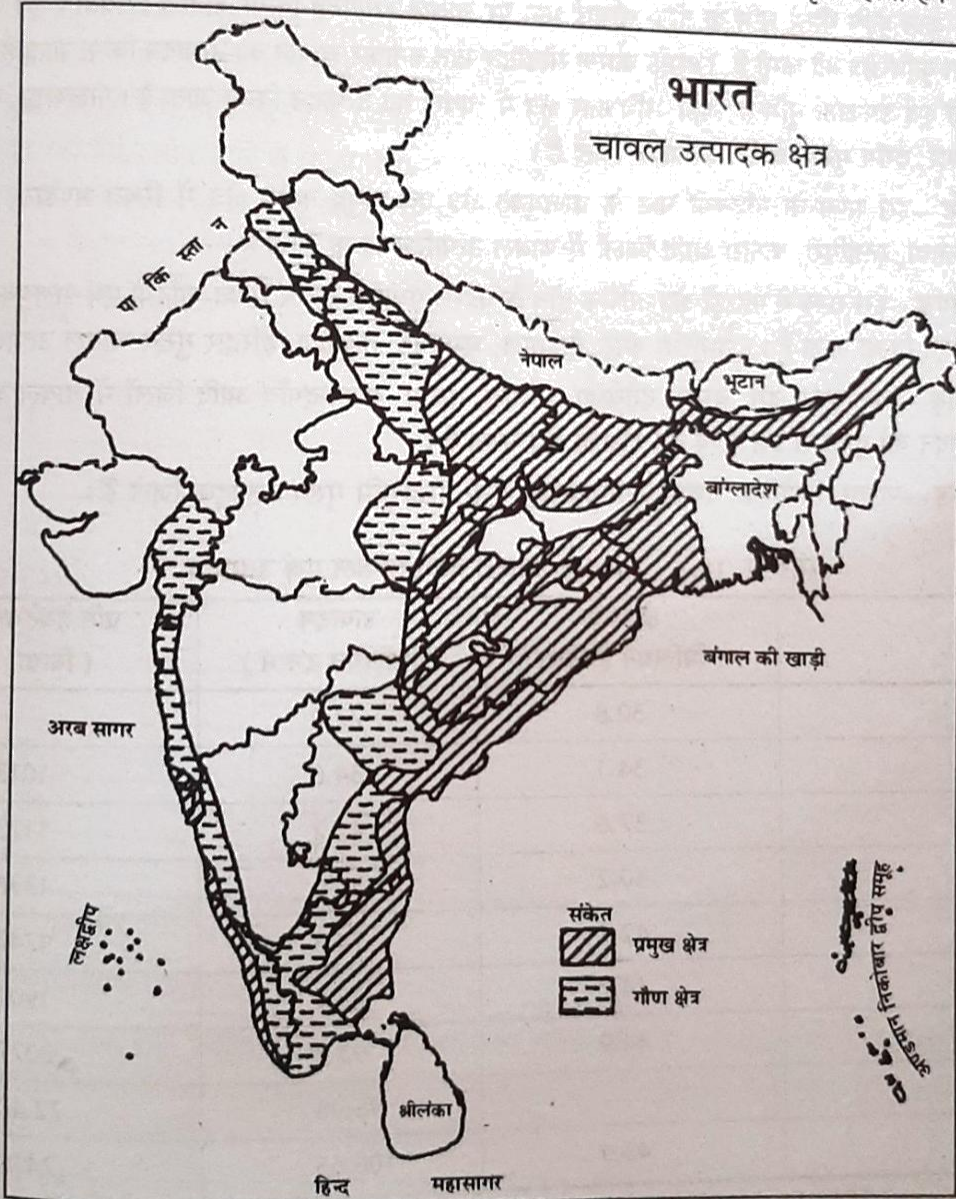 भारत
चावल उत्पादक क्षेत्र
पा कि स्ता न
नेपाल
भूटान
बांग्लादेश
बंगाल की खाड़ी
अरब सागर
लक्षद्वीप
संकेत
प्रमुख क्षेत्र
गौण क्षेत्र
अण्डमान निकोबार द्वीप समूह
श्रीलंका
हिन्द महासागर